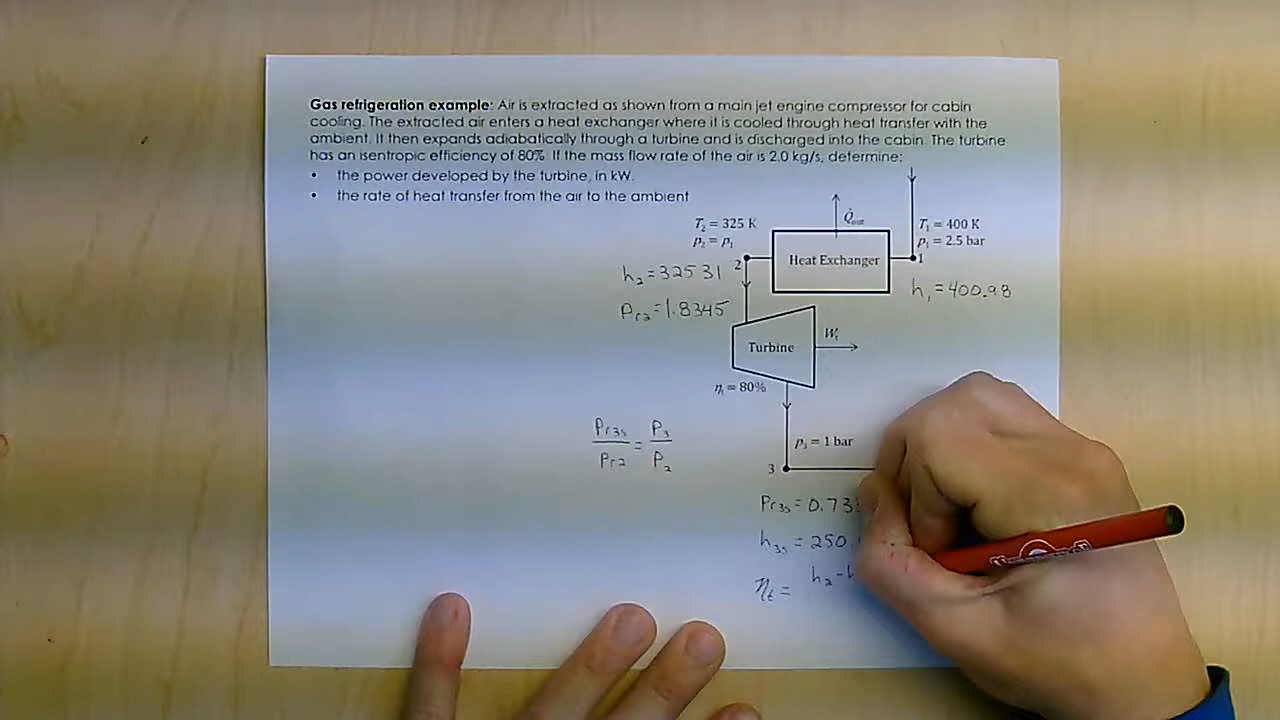 Gas refrigeration example: Air is extracted as shown from a main jet engine compressor for cabin
cooling. The extracted air enters a heat exchanger where it is cooled through heat transfer with the
ambient. It then expands adiabatically through a turbine and is discharged into the cabin. The turbine
has an isentropic efficiency of 80%. If the mass flow rate of the air is 2.0 kg/s, determine:
• the power developed by the turbine, in kW.
• the rate of heat transfer from the air to the ambient
Q̇out
T₂ = 325 K
p₂ = p₁
T₁ = 400 K
p₁ = 2.5 bar
2
Heat Exchanger
1
h₂ = 325.31
h₁ = 400.98
Pr₂ = 1.8345
Ẇt
Turbine
ηt = 80%
Pr3s/Pr2 = P3/P2
p₃ = 1 bar
3
Pr3s = 0.73
h3s = 250.
ηt = h₂ -